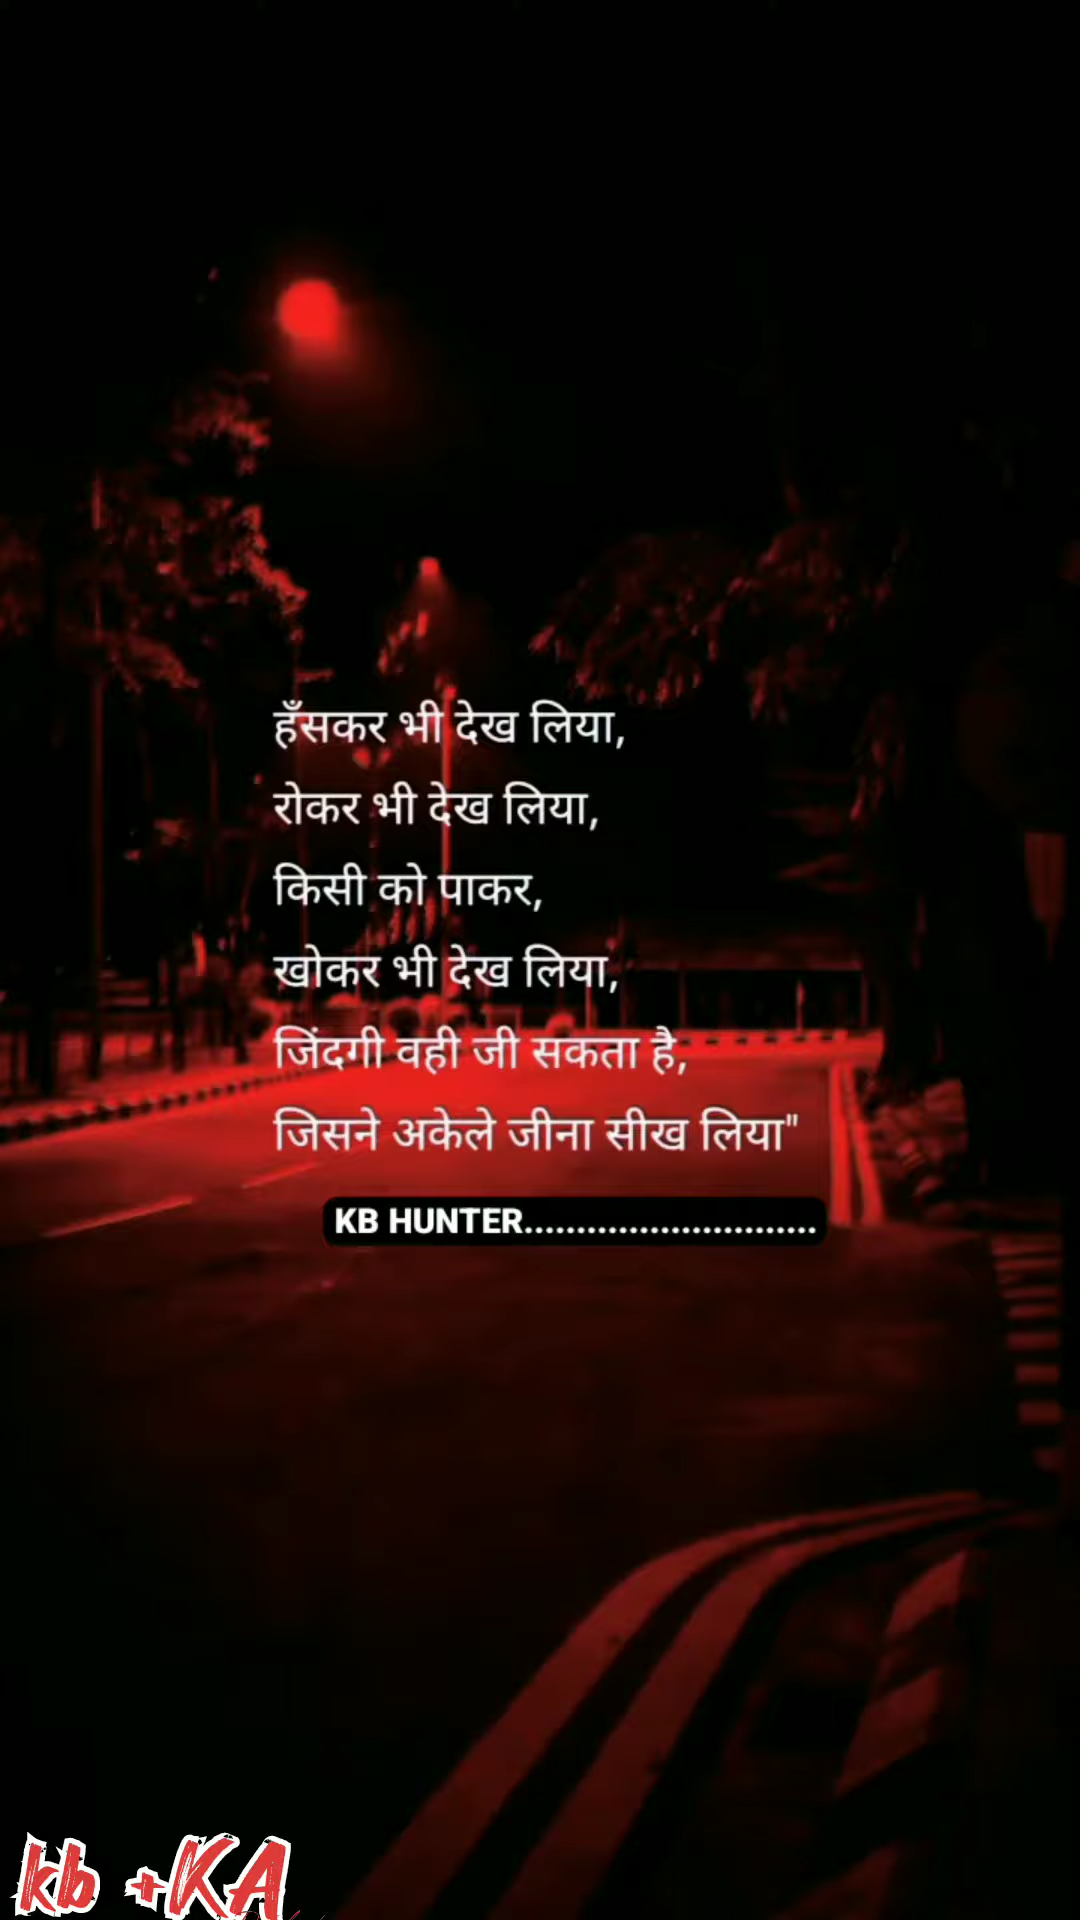 हँसकर भी देख लिया,
रोकर भी देख लिया,
किसी को पाकर,
खोकर भी देख लिया,
जिंदगी वही जी सकता है,
जिसने अकेले जीना सीख लिया"
KB HUNTER............................
kb +KA